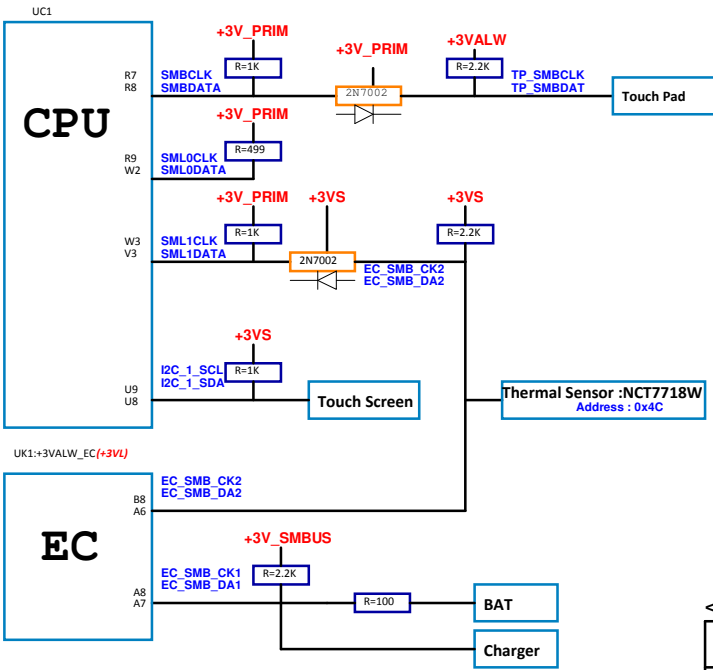 UC1
CPU
R7
R8
SMBCLK
SMBDATA
+3V_PRIM
R=1K
+3V_PRIM
2N7002
+3VALW
R=2.2K
TP_SMBCLK
TP_SMBDAT
Touch Pad
R9
W2
SML0CLK
SML0DATA
+3V_PRIM
R=499
W3
V3
SML1CLK
SML1DATA
+3V_PRIM
R=1K
+3VS
2N7002
EC_SMB_CK2
EC_SMB_DA2
+3VS
R=2.2K
U9
U8
I2C_1_SCL
I2C_1_SDA
+3VS
R=1K
Touch Screen
Thermal Sensor :NCT7718W
Address : 0x4C
UK1:+3VALW_EC(+3VL)
EC
B8
A6
EC_SMB_CK2
EC_SMB_DA2
A8
A7
EC_SMB_CK1
EC_SMB_DA1
+3V_SMBUS
R=2.2K
R=100
BAT
Charger
<